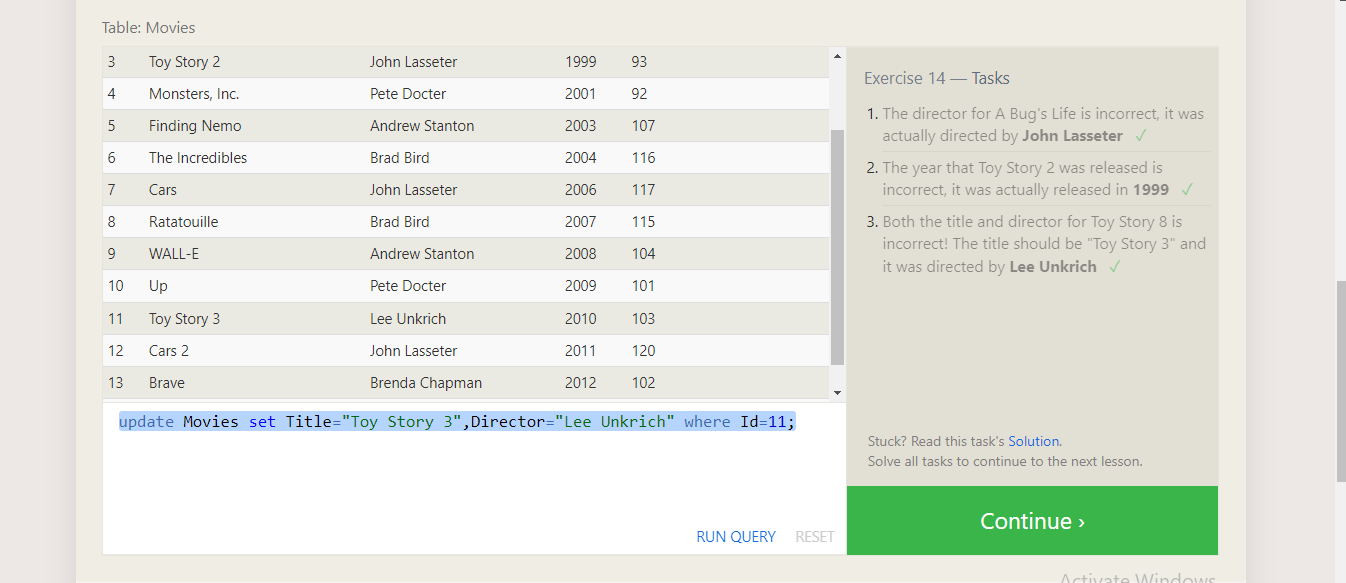 Table: Movies
3 Toy Story 2 John Lasseter 1999 93
4 Monsters, Inc. Pete Docter 2001 92
5 Finding Nemo Andrew Stanton 2003 107
6 The Incredibles Brad Bird 2004 116
7 Cars John Lasseter 2006 117
8 Ratatouille Brad Bird 2007 115
9 WALL-E Andrew Stanton 2008 104
10 Up Pete Docter 2009 101
11 Toy Story 3 Lee Unkrich 2010 103
12 Cars 2 John Lasseter 2011 120
13 Brave Brenda Chapman 2012 102
update Movies set Title="Toy Story 3",Director="Lee Unkrich" where Id=11;
RUN QUERY RESET
Exercise 14 — Tasks
1. The director for A Bug's Life is incorrect, it was
actually directed by John Lasseter ✓
2. The year that Toy Story 2 was released is
incorrect, it was actually released in 1999 ✓
3. Both the title and director for Toy Story 8 is
incorrect! The title should be "Toy Story 3" and
it was directed by Lee Unkrich ✓
Stuck? Read this task's Solution.
Solve all tasks to continue to the next lesson.
Continue ›
Activate Windows